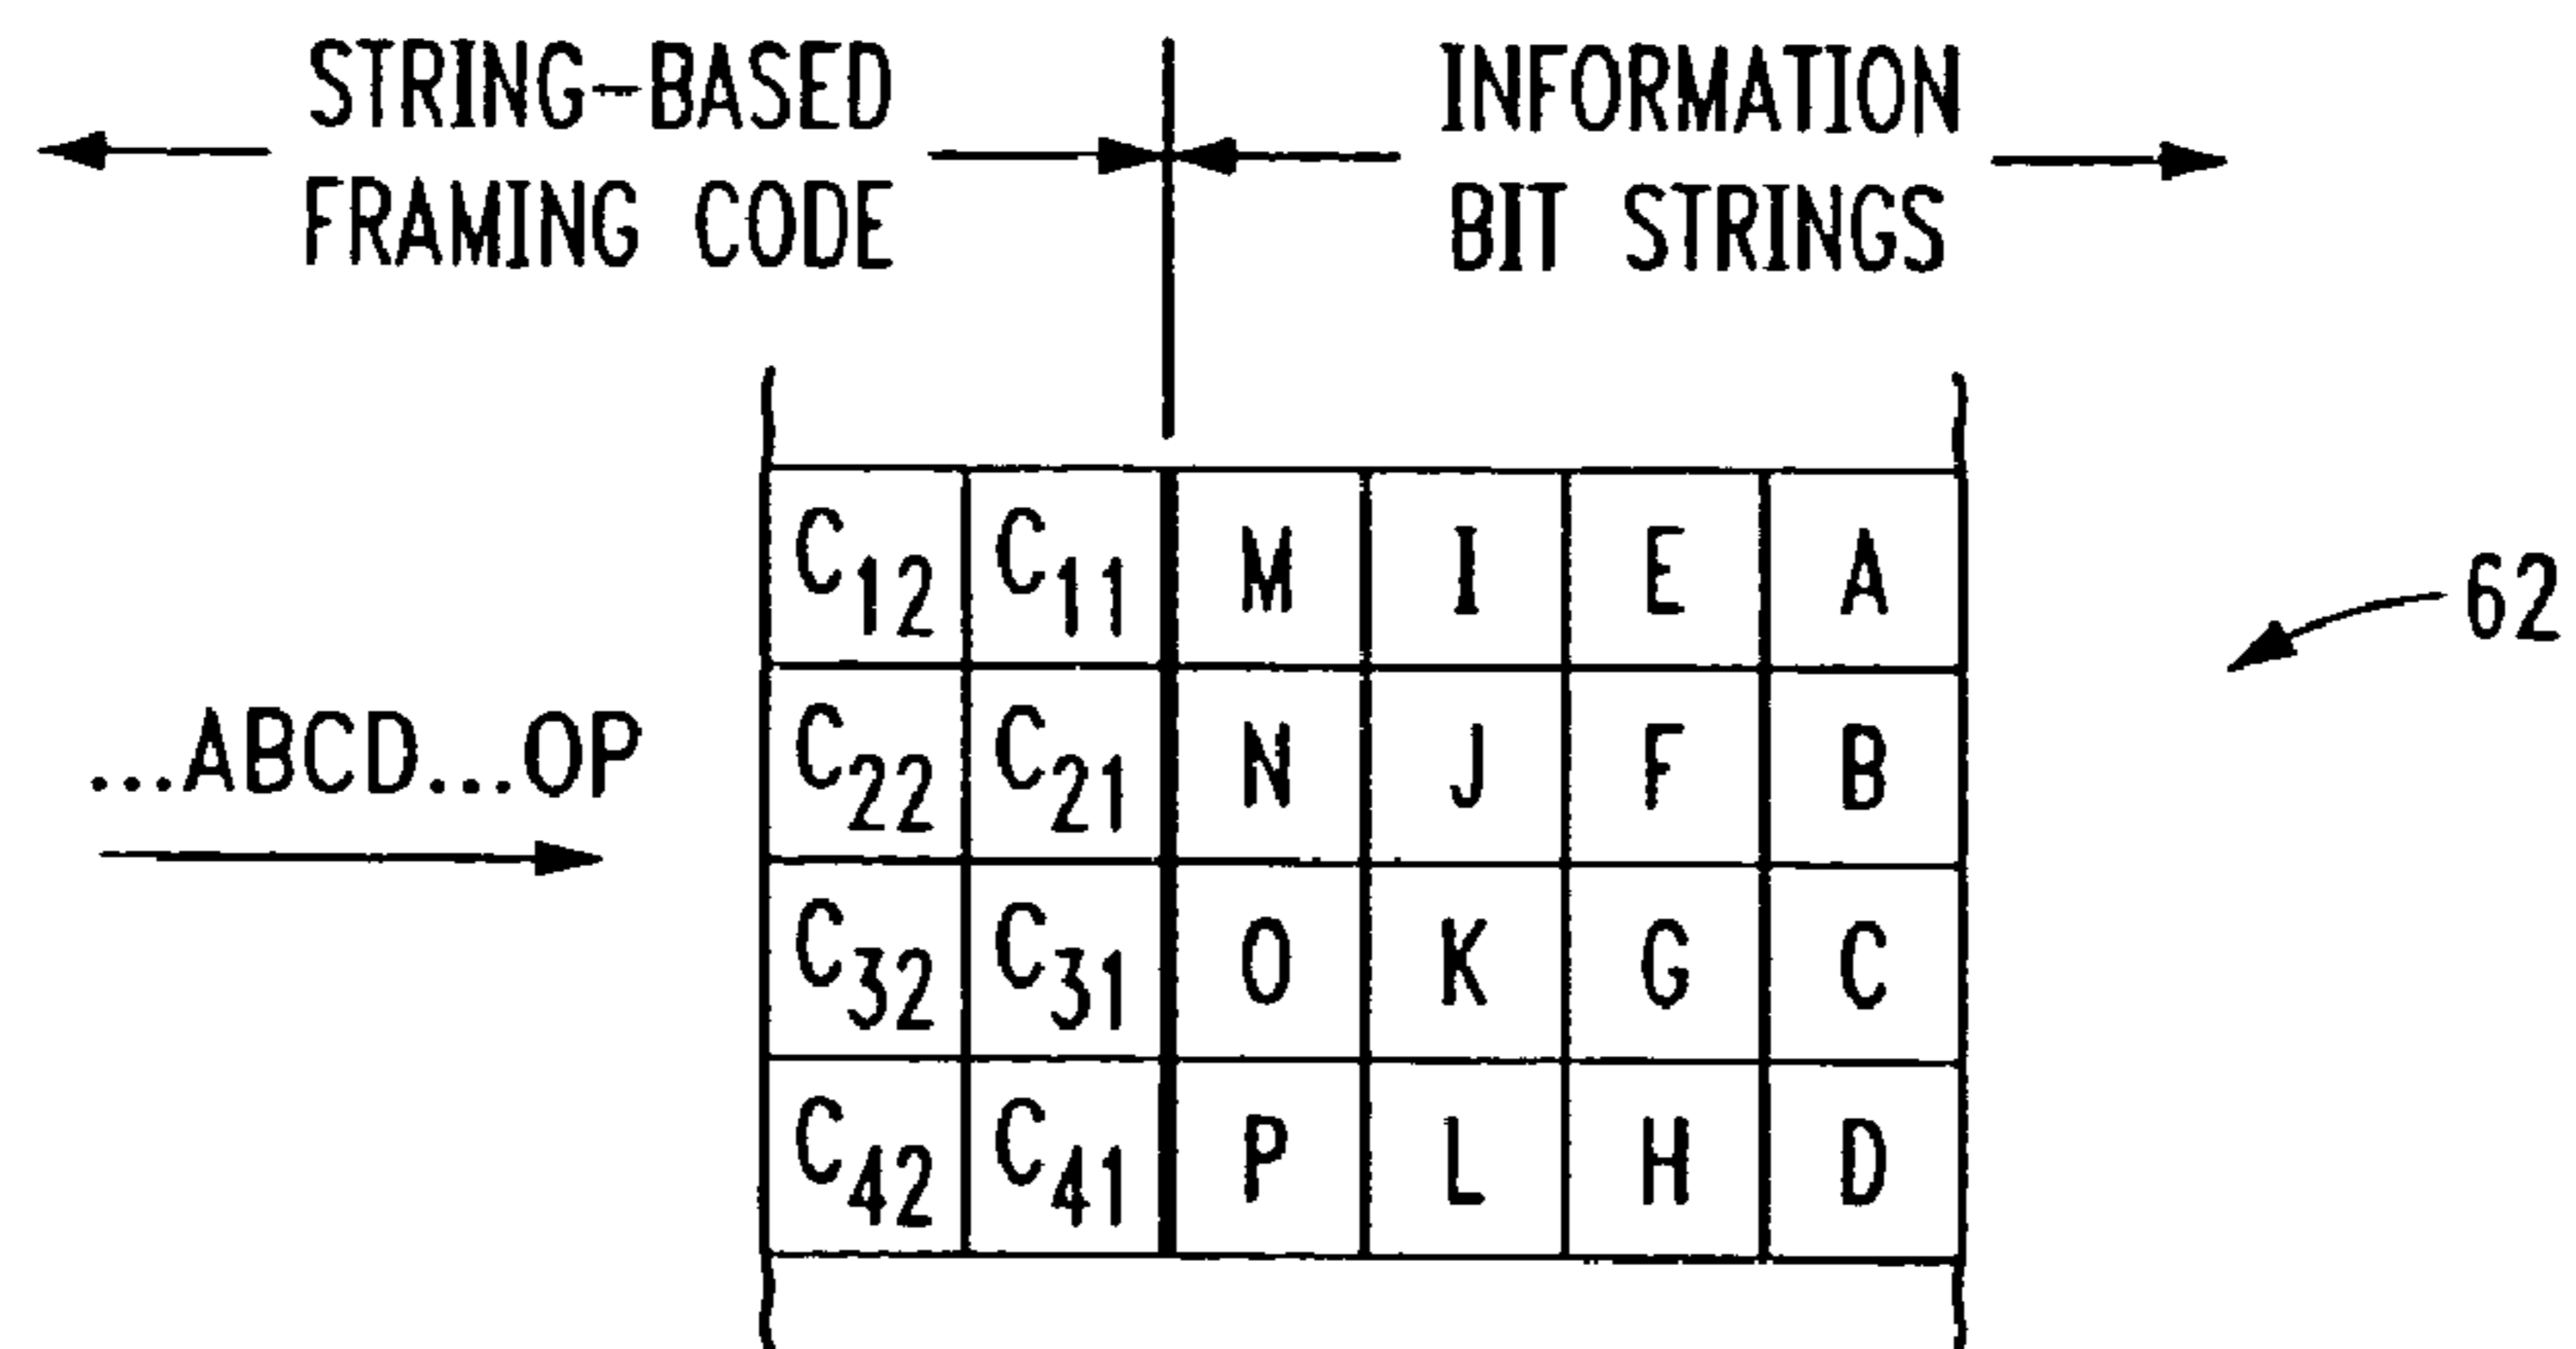 STRING-BASED
FRAMING CODE
INFORMATION
BIT STRINGS
C12 C11 M I E A
62
...ABCD...OP
C22 C21 N J F B
C32 C31 O K G C
C42 C41 P L H D